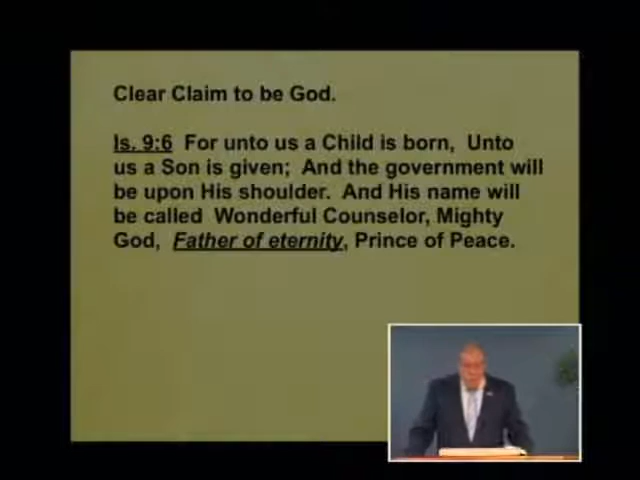 Clear Claim to be God.
Is. 9:6 For unto us a Child is born, Unto
us a Son is given; And the government will
be upon His shoulder. And His name will
be called Wonderful Counselor, Mighty
God, Father of eternity, Prince of Peace.